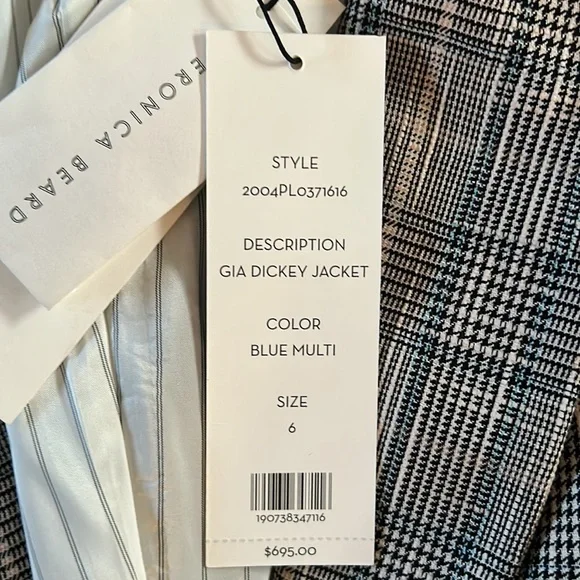 ERONICA BEARD
STYLE
2004PL0371616
DESCRIPTION
GIA DICKEY JACKET
COLOR
BLUE MULTI
SIZE
6
190738347116
$695.00